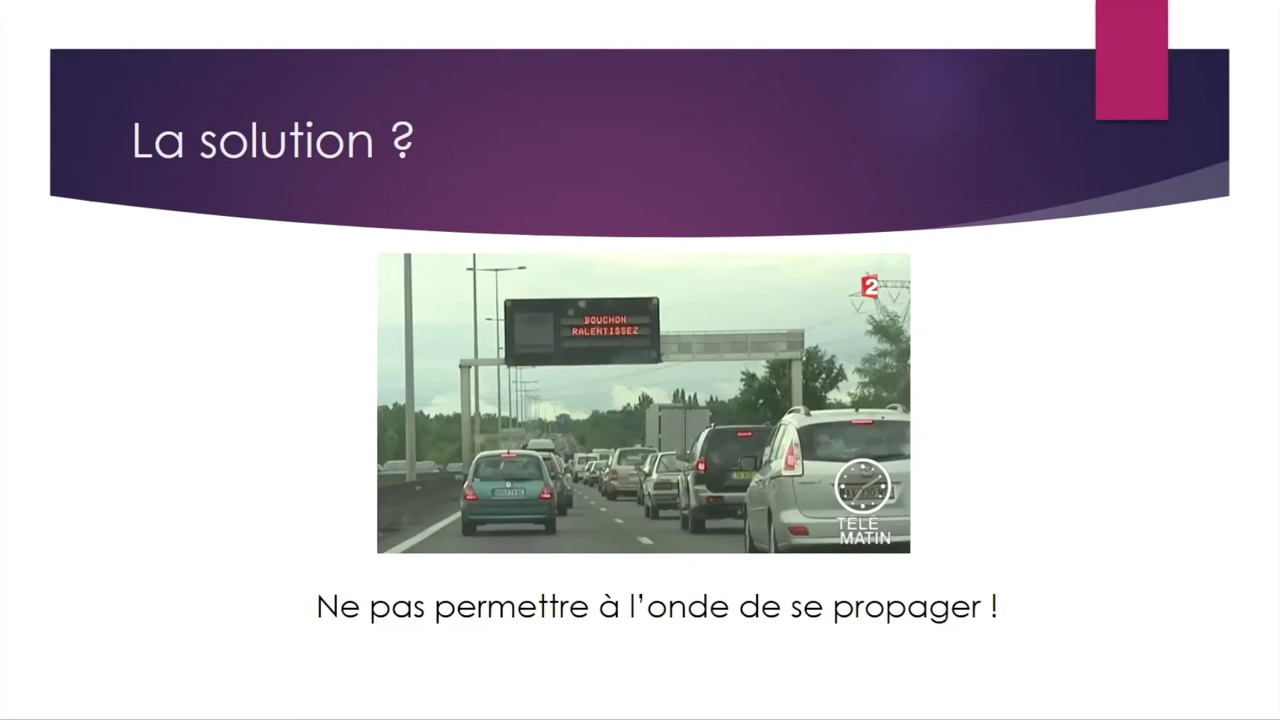 La solution ?
2
BOUCHON
RALENTISSEZ
TÉLÉ
MATIN
Ne pas permettre à l’onde de se propager !